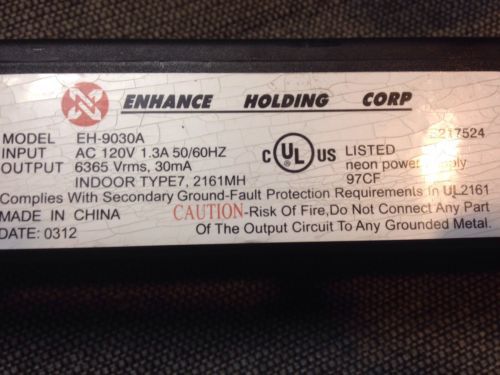 ENHANCE HOLDING CORP
MODEL EH-9030A
INPUT AC 120V 1.3A 50/60HZ
OUTPUT 6365 Vrms, 30mA
INDOOR TYPE7, 2161MH
C UL US LISTED
217524
neon power
97CF
Complies With Secondary Ground-Fault Protection Requirements In UL2161
MADE IN CHINA
DATE: 0312
CAUTION-Risk Of Fire,Do Not Connect Any Part
Of The Output Circuit To Any Grounded Metal.